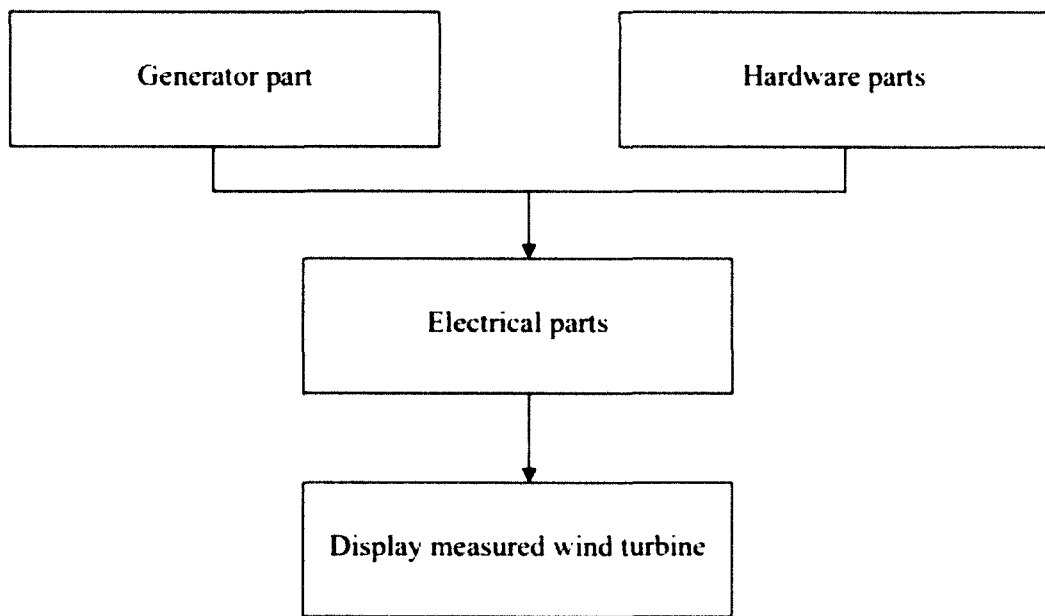 Generator part
Hardware parts
Electrical parts
Display measured wind turbine